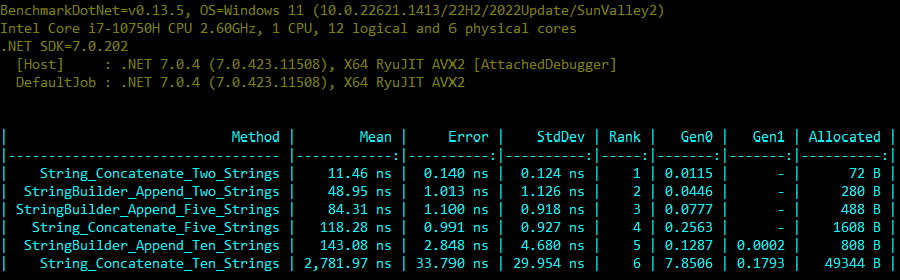 BenchmarkDotNet=v0.13.5, OS=Windows 11 (10.0.22621.1413/22H2/2022Update/SunValley2)
Intel Core i7-10750H CPU 2.60GHz, 1 CPU, 12 logical and 6 physical cores
.NET SDK=7.0.202
  [Host]     : .NET 7.0.4 (7.0.423.11508), X64 RyuJIT AVX2 [AttachedDebugger]
  DefaultJob : .NET 7.0.4 (7.0.423.11508), X64 RyuJIT AVX2
|                            Method |        Mean |     Error |    StdDev | Rank |   Gen0 |   Gen1 | Allocated |
|---------------------------------- |------------:|----------:|----------:|-----:|-------:|-------:|----------:|
|    String_Concatenate_Two_Strings |    11.46 ns |  0.140 ns |  0.124 ns |    1 | 0.0115 |      - |      72 B |
|  StringBuilder_Append_Two_Strings |    48.95 ns |  1.013 ns |  1.126 ns |    2 | 0.0446 |      - |     280 B |
| StringBuilder_Append_Five_Strings |    84.31 ns |  1.100 ns |  0.918 ns |    3 | 0.0777 |      - |     488 B |
|   String_Concatenate_Five_Strings |   118.28 ns |  0.991 ns |  0.927 ns |    4 | 0.2563 |      - |    1608 B |
|  StringBuilder_Append_Ten_Strings |   143.08 ns |  2.848 ns |  4.680 ns |    5 | 0.1287 | 0.0002 |     808 B |
|    String_Concatenate_Ten_Strings | 2,781.97 ns | 33.790 ns | 29.954 ns |    6 | 7.8506 | 0.1793 |   49344 B |